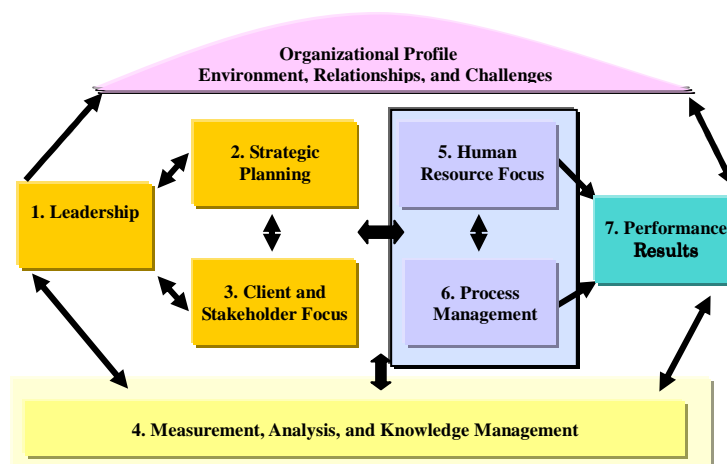 Organizational Profile
Environment, Relationships, and Challenges
2. Strategic
Planning
5. Human
Resource Focus
1. Leadership
7. Performance
Results
3. Client and
Stakeholder Focus
6. Process
Management
4. Measurement, Analysis, and Knowledge Management